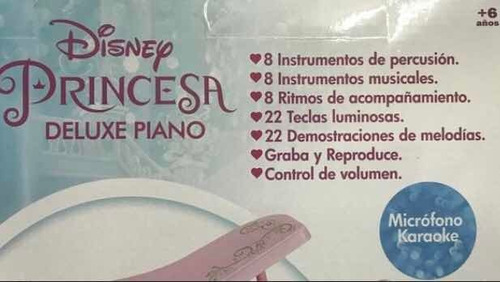 +6
años
Disney
PRINCESA
DELUXE PIANO
♥8 Instrumentos de percusión.
♥8 Instrumentos musicales.
♥8 Ritmos de acompañamiento.
♥22 Teclas luminosas.
♥22 Demostraciones de melodías.
♥Graba y Reproduce.
♥Control de volumen.
Micrófono
Karaoke